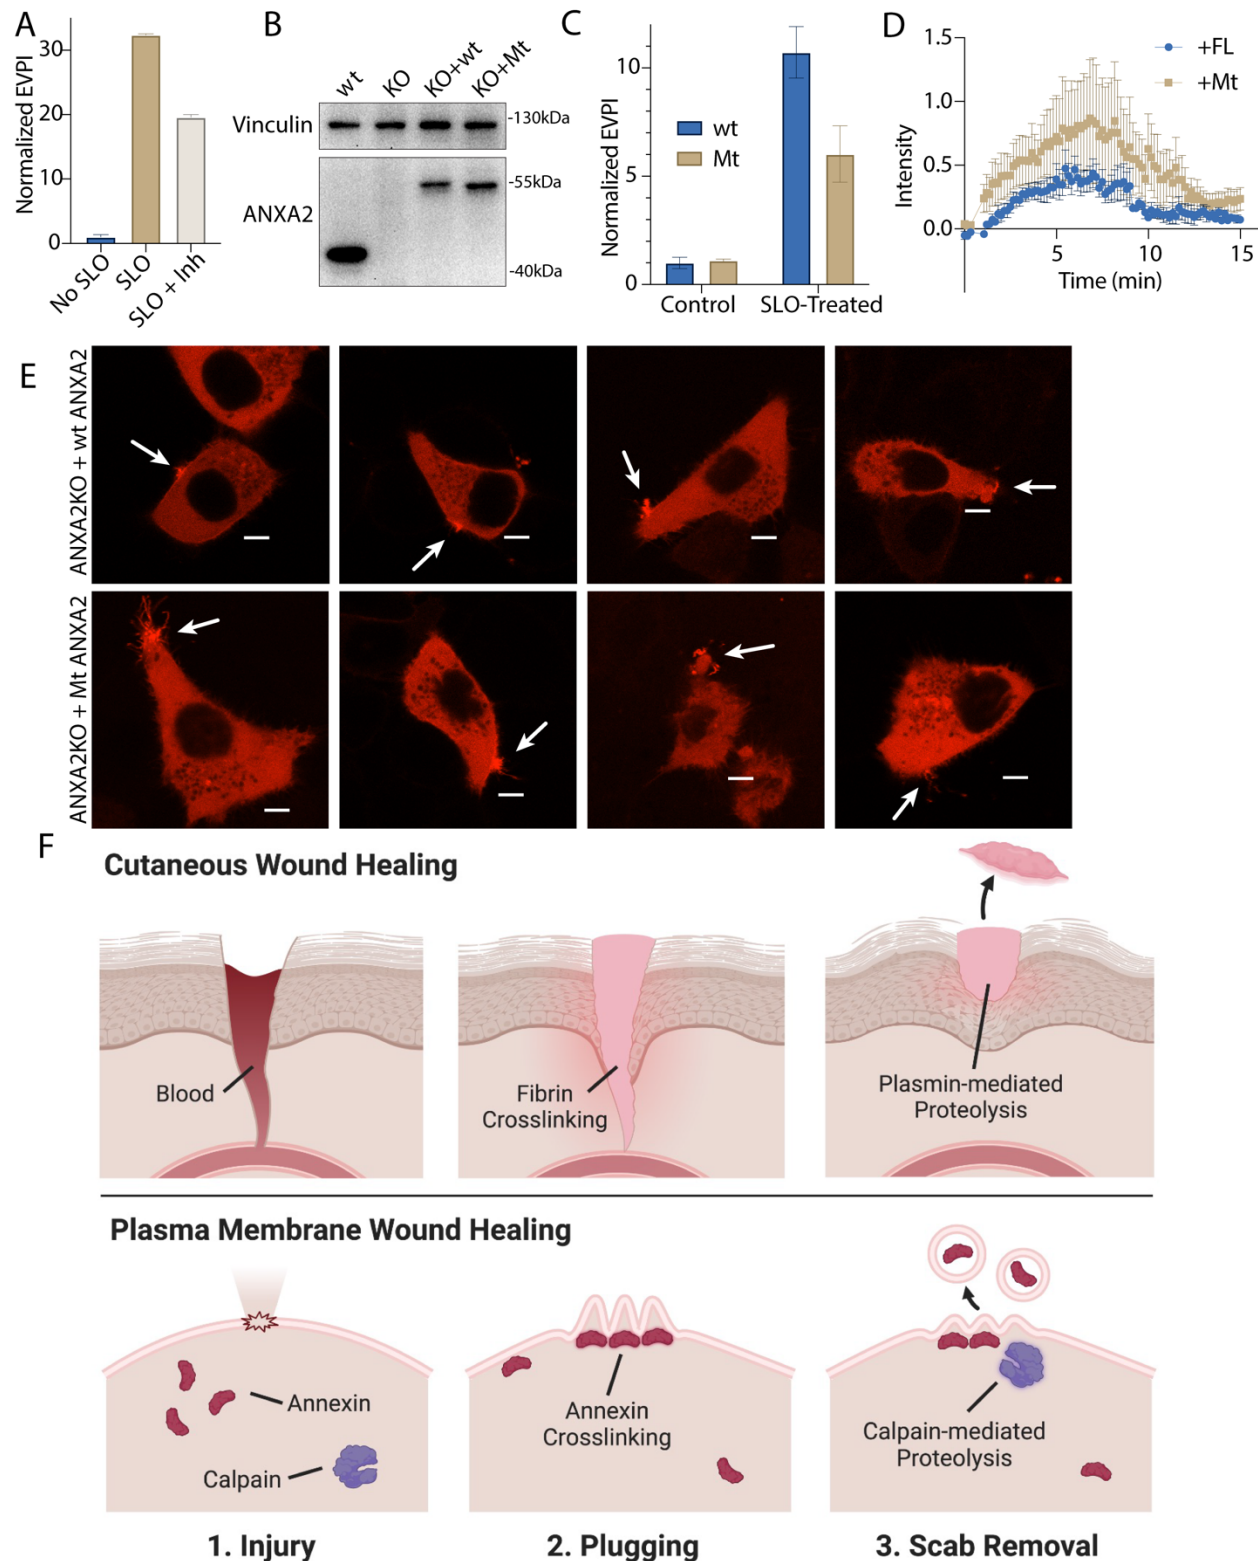 A
Normalized EVPI
30
20
10
0
No SLO
SLO
SLO + Inh
B
wt
KO
KO+wt
KO+Mt
Vinculin
-130kDa
ANXA2
-55kDa
-40kDa
C
Normalized EVPI
10
5
0
wt
Mt
Control
SLO-Treated
D
Intensity
1.5
1.0
0.5
0.0
5
10
15
Time (min)
+FL
+Mt
E
ANXA2KO + wt ANXA2
ANXA2KO + Mt ANXA2
F
Cutaneous Wound Healing
Blood
Fibrin
Crosslinking
Plasmin-mediated
Proteolysis
Plasma Membrane Wound Healing
Annexin
Calpain
Annexin
Crosslinking
Calpain-mediated
Proteolysis
1. Injury
2. Plugging
3. Scab Removal